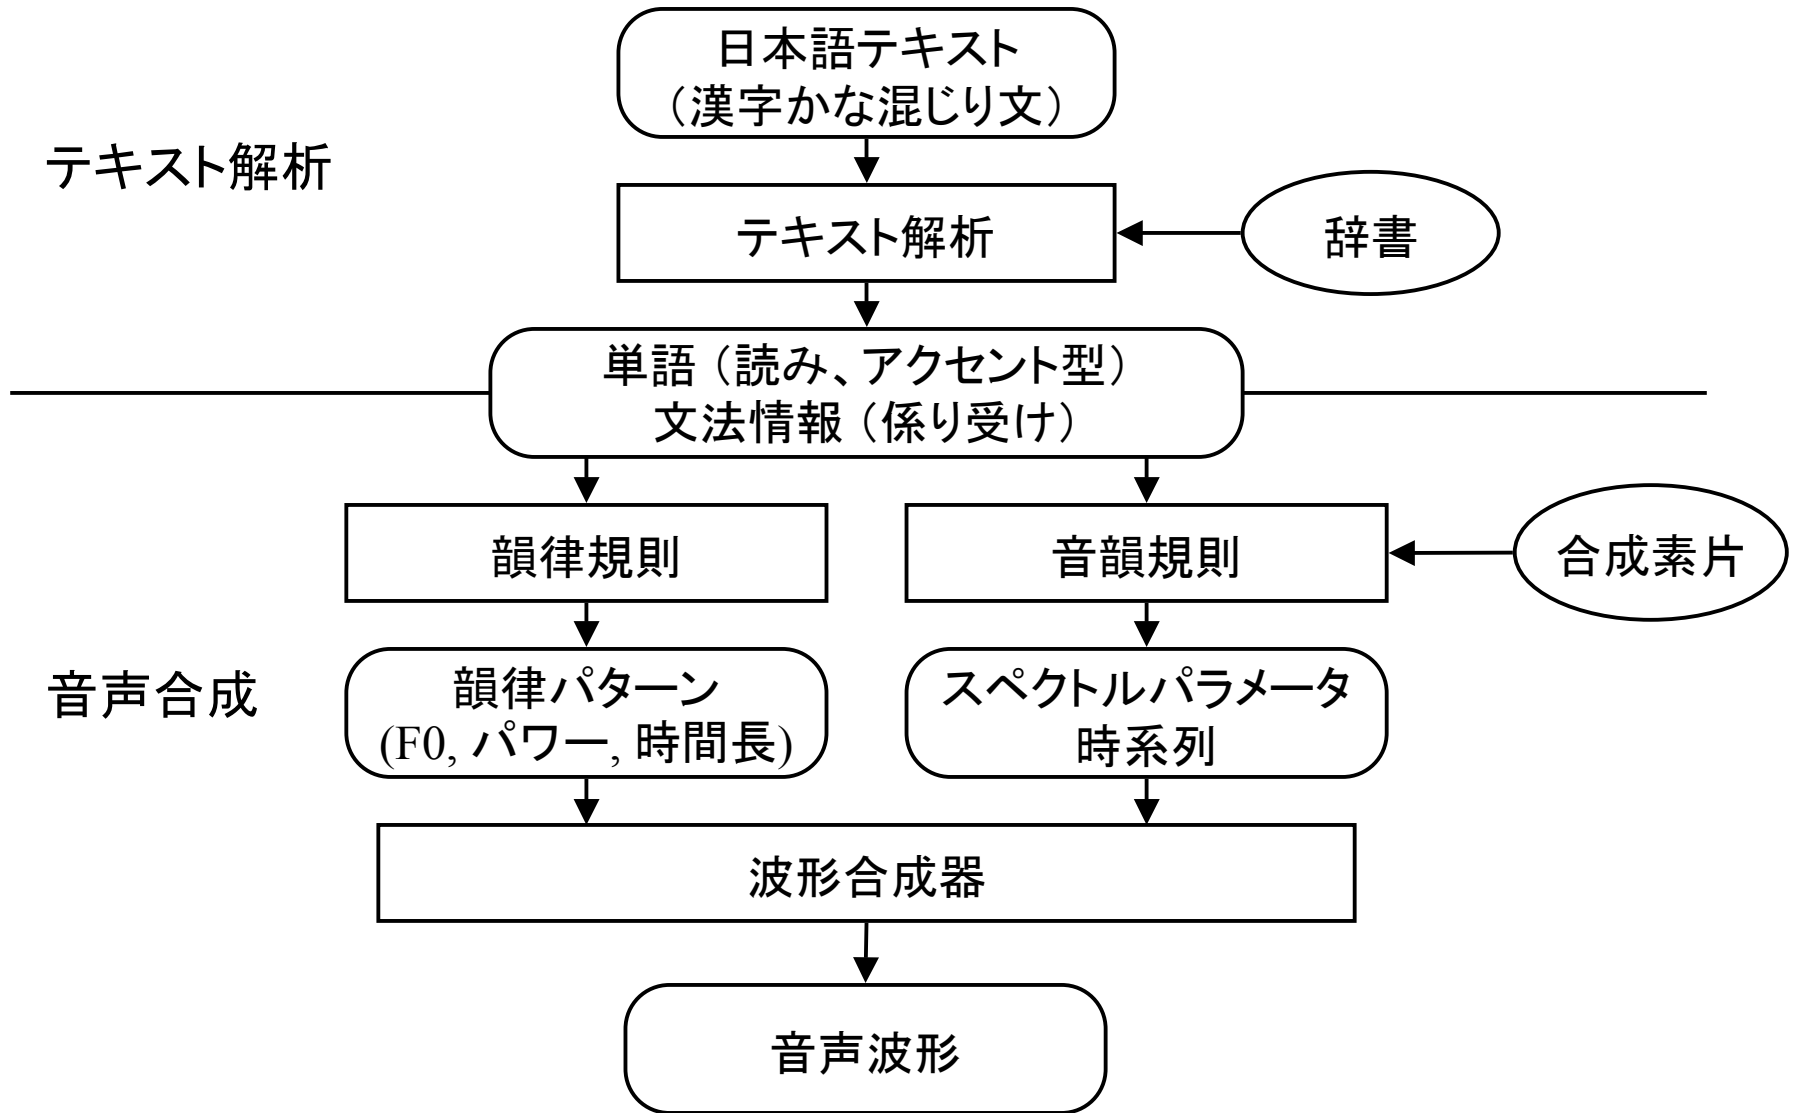 日本語テキスト
（漢字かな混じり文）
テキスト解析
テキスト解析
辞書
単語（読み、アクセント型）
文法情報（係り受け）
韻律規則
音韻規則
合成素片
音声合成
韻律パターン
(F0, パワー, 時間長)
スペクトルパラメータ
時系列
波形合成器
音声波形